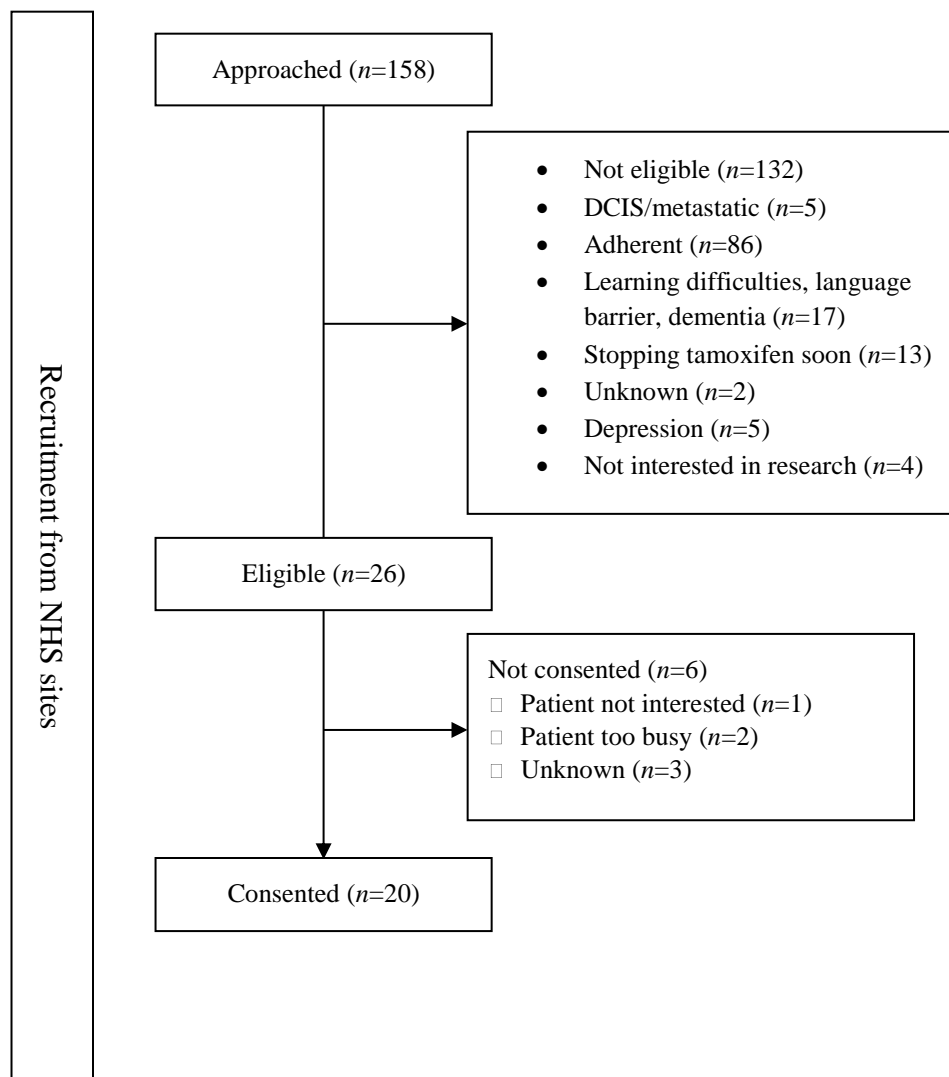 Recruitment from NHS sites
Approached (n=158)
• Not eligible (n=132)
• DCIS/metastatic (n=5)
• Adherent (n=86)
• Learning difficulties, language
barrier, dementia (n=17)
• Stopping tamoxifen soon (n=13)
• Unknown (n=2)
• Depression (n=5)
• Not interested in research (n=4)
Eligible (n=26)
Not consented (n=6)
□ Patient not interested (n=1)
□ Patient too busy (n=2)
□ Unknown (n=3)
Consented (n=20)